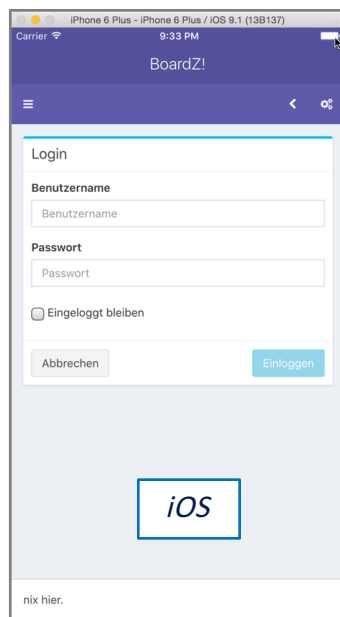 iPhone 6 Plus - iPhone 6 Plus / iOS 9.1 (13B137)
Carrier 9:33 PM
BoardZ!
Login
Benutzername
Benutzername
Passwort
Passwort
Eingeloggt bleiben
Abbrechen Einloggen
iOS
nix hier.